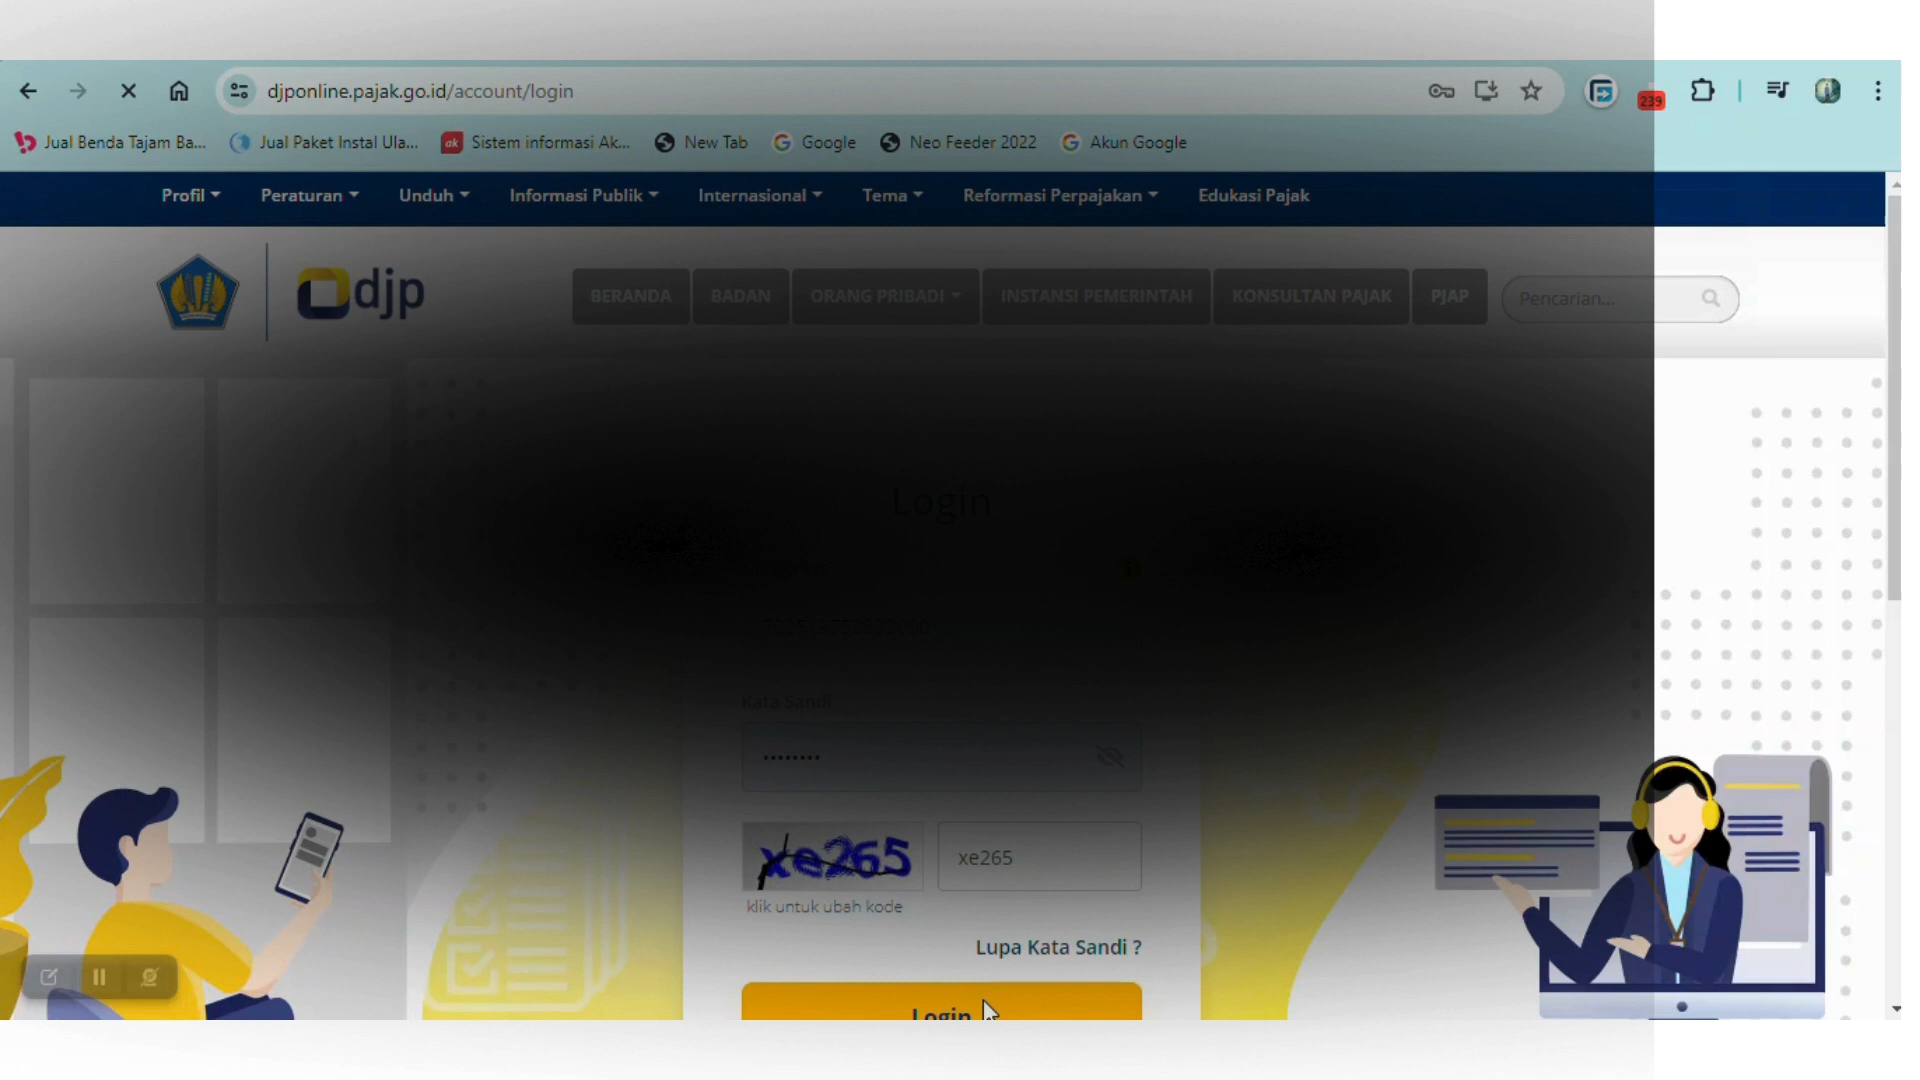 djponline.pajak.go.id/account/login
239
Jual Benda Tajam Ba... Jual Paket Instal Ula... ak Sistem informasi Ak... New Tab Google Neo Feeder 2022 Akun Google
Profil Peraturan Unduh Informasi Publik Internasional Tema Reformasi Perpajakan Edukasi Pajak
djp BERANDA BADAN ORANG PRIBADI INSTANSI PEMERINTAH KONSULTAN PAJAK PJAP Pencarian...
Login
Kata Sandi
xe265 xe265
klik untuk ubah kode
Lupa Kata Sandi ?
Login